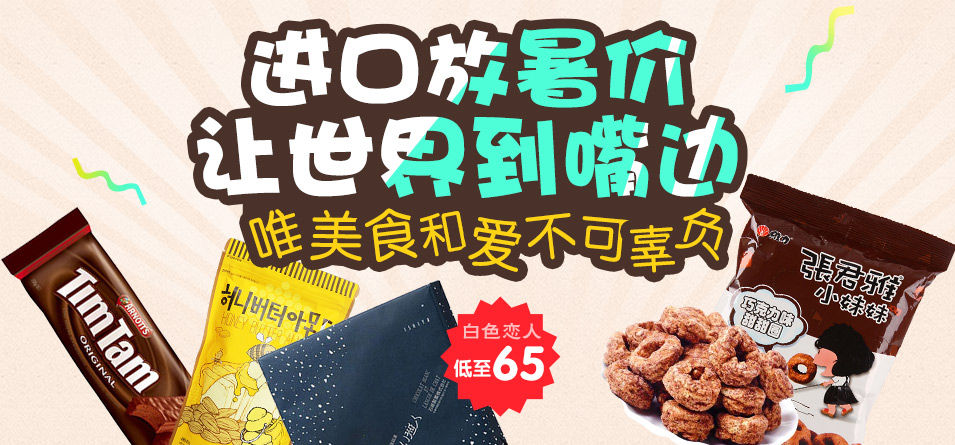 进口放暑价
让世界到嘴边
唯美食和爱不可辜负
ARNOTT'S
TimTam
ORIGINAL
허니버터아몬드
HONEY BUTTER
白色恋人
低至65
張君雅
小妹妹
巧克力味
甜甜圈